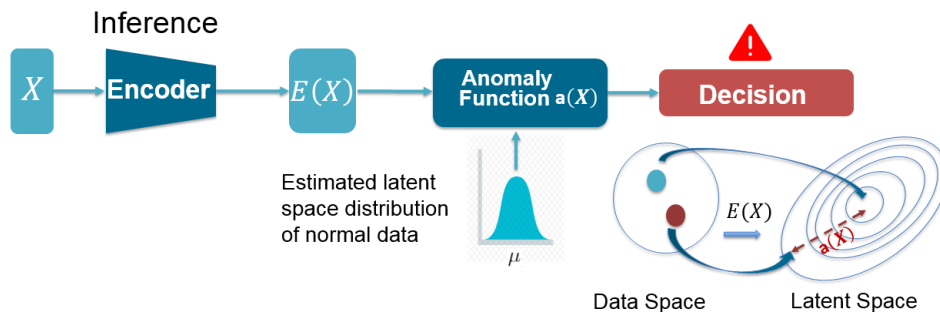 Inference
X
Encoder
E(X)
Anomaly
Function a(X)
!
Decision
Estimated latent
space distribution
of normal data
μ
E(X)
a(X)
Data Space
Latent Space